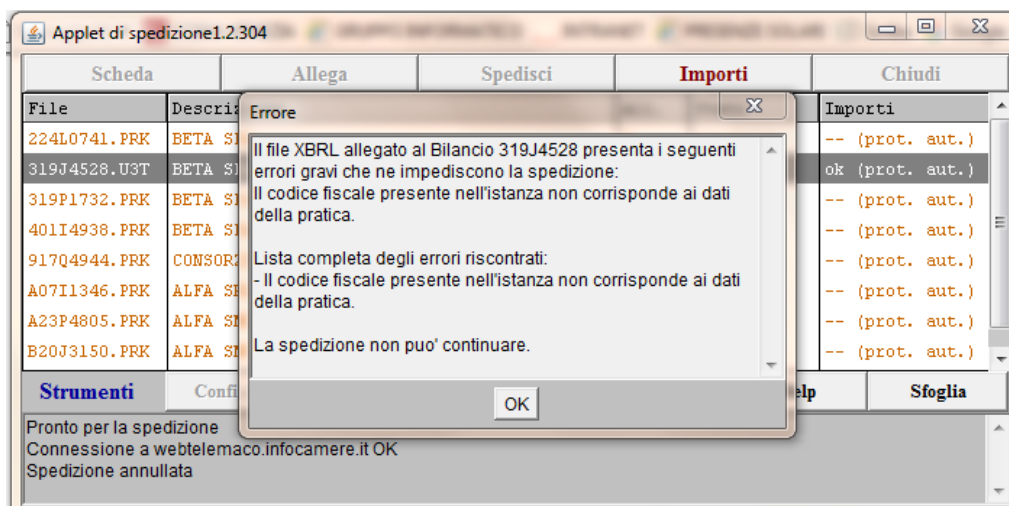 Applet di spedizione1.2.304
Scheda Allega Spedisci Importi Chiudi
File Descriz Importi
224L0741.PRK BETA S -- (prot. aut.)
319J4528.U3T BETA S ok (prot. aut.)
319P1732.PRK BETA S -- (prot. aut.)
401I4938.PRK BETA S -- (prot. aut.)
917Q4944.PRK CONSOR -- (prot. aut.)
A07I1346.PRK ALFA S -- (prot. aut.)
A23P4805.PRK ALFA S -- (prot. aut.)
B20J3150.PRK ALFA S -- (prot. aut.)
Errore
Il file XBRL allegato al Bilancio 319J4528 presenta i seguenti
errori gravi che ne impediscono la spedizione:
Il codice fiscale presente nell'istanza non corrisponde ai dati
della pratica.
Lista completa degli errori riscontrati:
- Il codice fiscale presente nell'istanza non corrisponde ai dati
della pratica.
La spedizione non puo' continuare.
OK
Strumenti Confi elp Sfoglia
Pronto per la spedizione
Connessione a webtelemaco.infocamere.it OK
Spedizione annullata